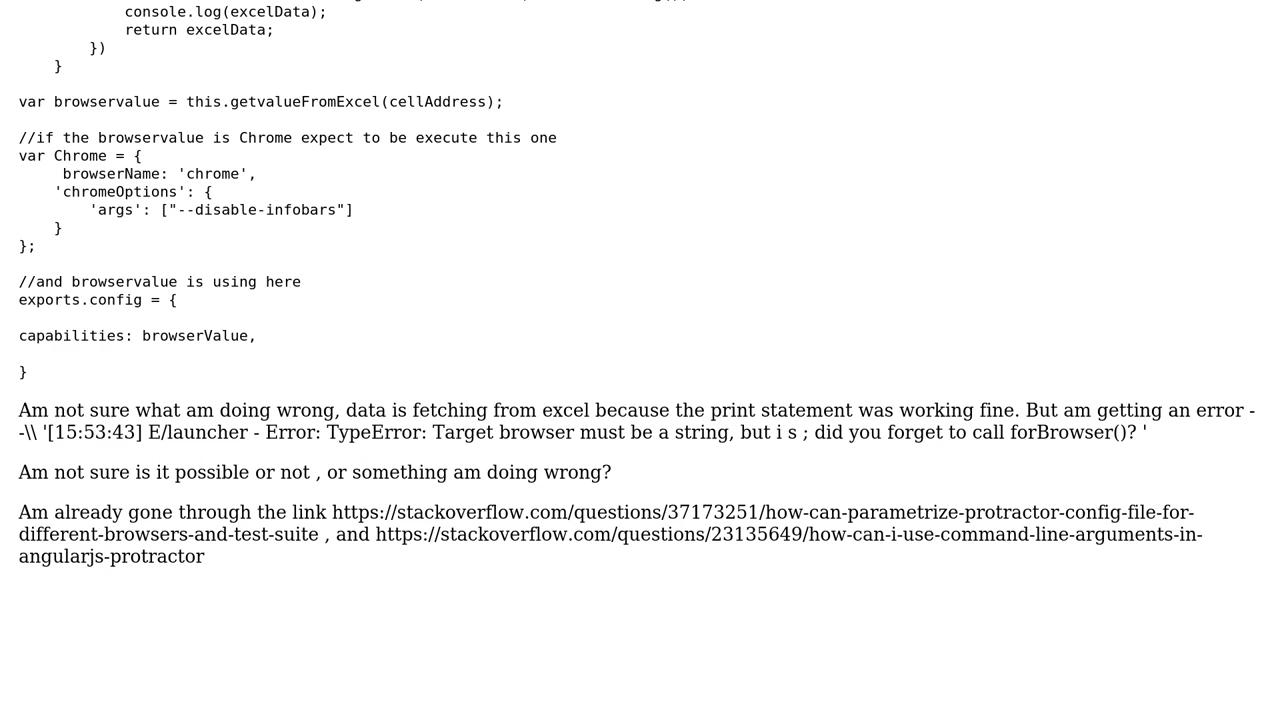 console.log(excelData);
return excelData;
})
}
var browservalue = this.getvalueFromExcel(cellAddress);
//if the browservalue is Chrome expect to be execute this one
var Chrome = {
browserName: 'chrome',
'chromeOptions': {
'args': ["--disable-infobars"]
}
};
//and browservalue is using here
exports.config = {
capabilities: browserValue,
}
Am not sure what am doing wrong, data is fetching from excel because the print statement was working fine. But am getting an error -
-\\ '[15:53:43] E/launcher - Error: TypeError: Target browser must be a string, but i s ; did you forget to call forBrowser()? '
Am not sure is it possible or not , or something am doing wrong?
Am already gone through the link https://stackoverflow.com/questions/37173251/how-can-parametrize-protractor-config-file-for-
different-browsers-and-test-suite , and https://stackoverflow.com/questions/23135649/how-can-i-use-command-line-arguments-in-
angularjs-protractor